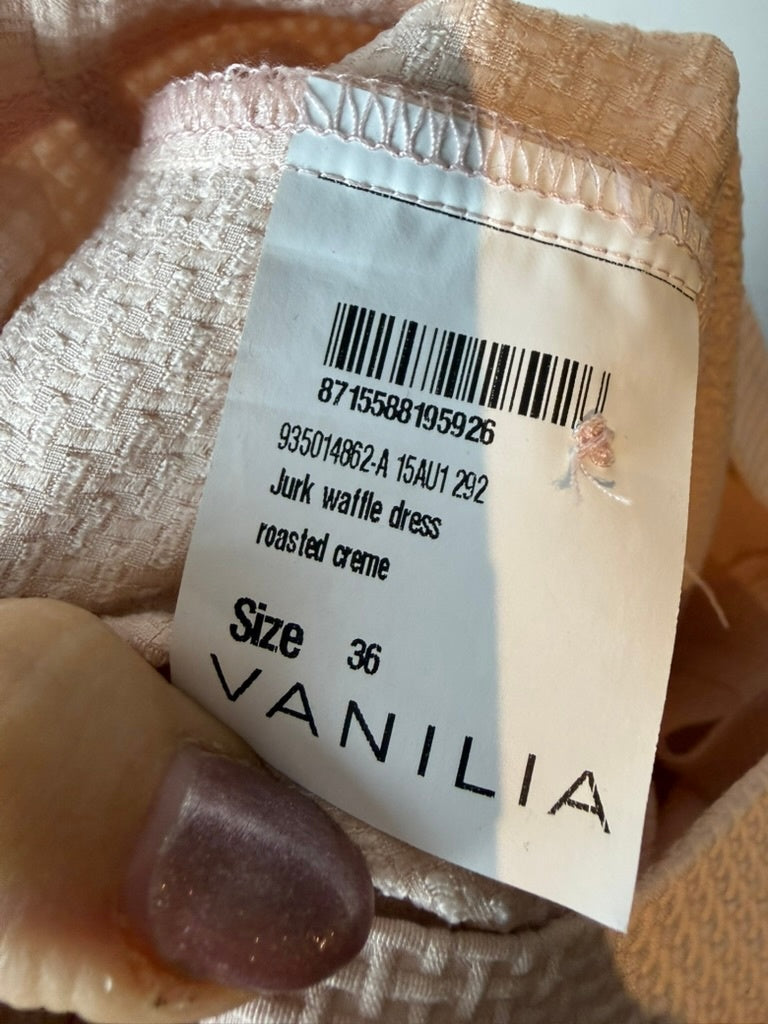 8715588195926
935014862-A 15AU1 292
Jurk waffle dress
roasted creme
Size 36
VANILIA